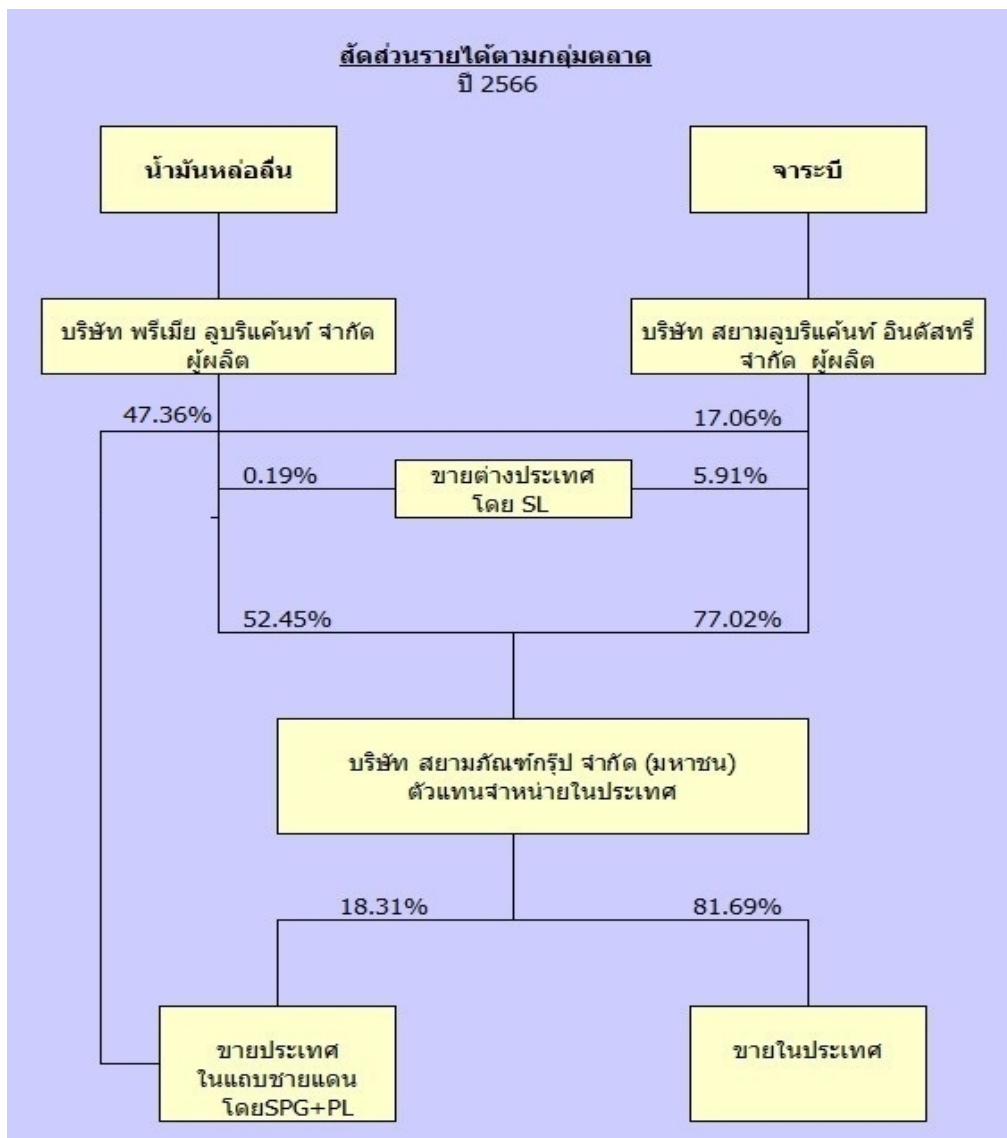 สัดส่วนรายได้ตามกลุ่มตลาด
ปี 2566
น้ำมันหล่อลื่น
จาระบี
บริษัท พรีเมีย ลูบริแค้นท์ จำกัด
ผู้ผลิต
บริษัท สยามลูบริแค้นท์ อินดัสทรี่
จำกัด ผู้ผลิต
47.36%
17.06%
0.19%
ขายต่างประเทศ
โดย SL
5.91%
52.45%
77.02%
บริษัท สยามภัณฑ์กรุ๊ป จำกัด (มหาชน)
ตัวแทนจำหน่ายในประเทศ
18.31%
81.69%
ขายประเทศ
ในแถบชายแดน
โดยSPG+PL
ขายในประเทศ